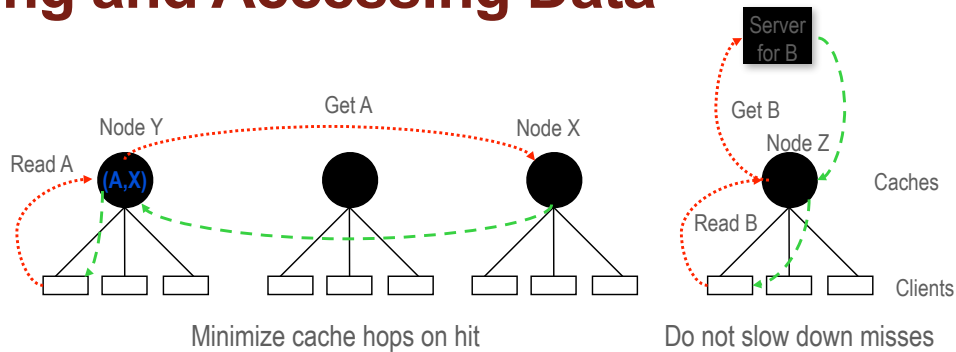 and Accessing Data
Server
for B
Get A
Get B
Node Y
Node X
Node Z
Read A
(A,X)
Caches
Read B
Clients
Minimize cache hops on hit
Do not slow down misses